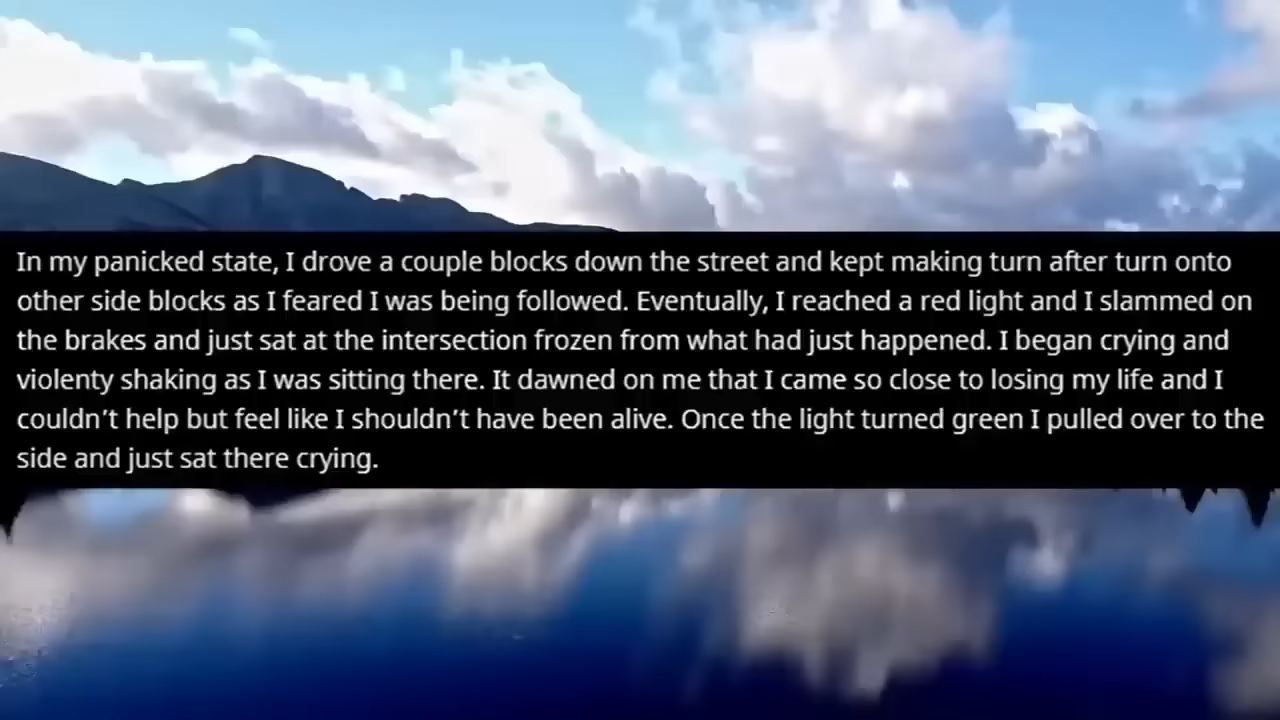 In my panicked state, I drove a couple blocks down the street and kept making turn after turn onto
other side blocks as I feared I was being followed. Eventually, I reached a red light and I slammed on
the brakes and just sat at the intersection frozen from what had just happened. I began crying and
violenty shaking as I was sitting there. It dawned on me that I came so close to losing my life and I
couldn’t help but feel like I shouldn’t have been alive. Once the light turned green I pulled over to the
side and just sat there crying.